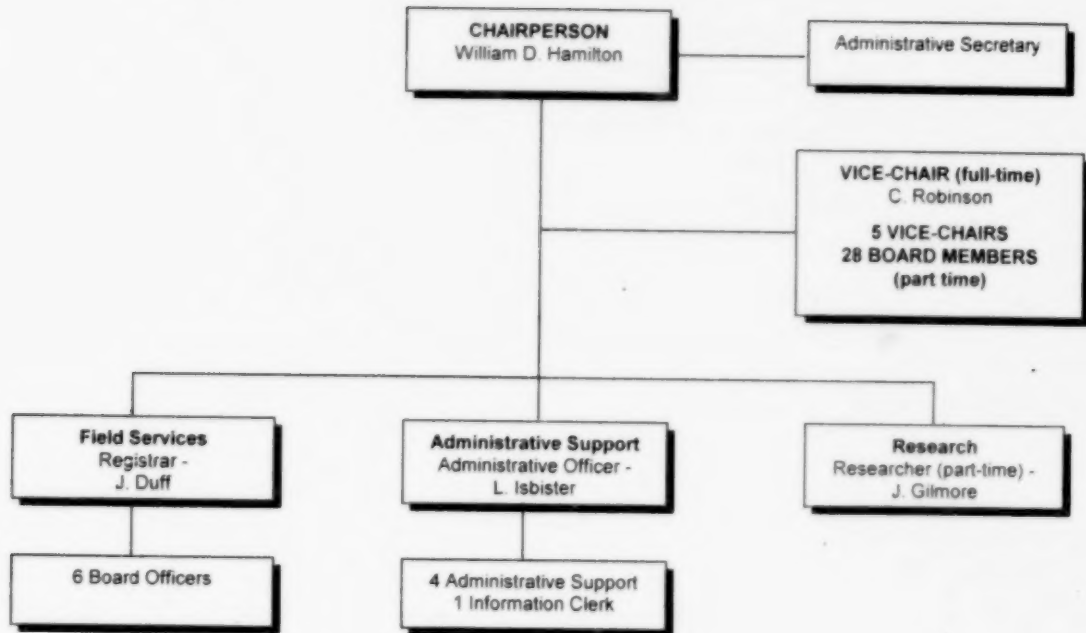 CHAIRPERSON
William D. Hamilton
Administrative Secretary
VICE-CHAIR (full-time)
C. Robinson
5 VICE-CHAIRS
28 BOARD MEMBERS
(part time)
Field Services
Registrar -
J. Duff
Administrative Support
Administrative Officer -
L. Isbister
Research
Researcher (part-time) -
J. Gilmore
6 Board Officers
4 Administrative Support
1 Information Clerk